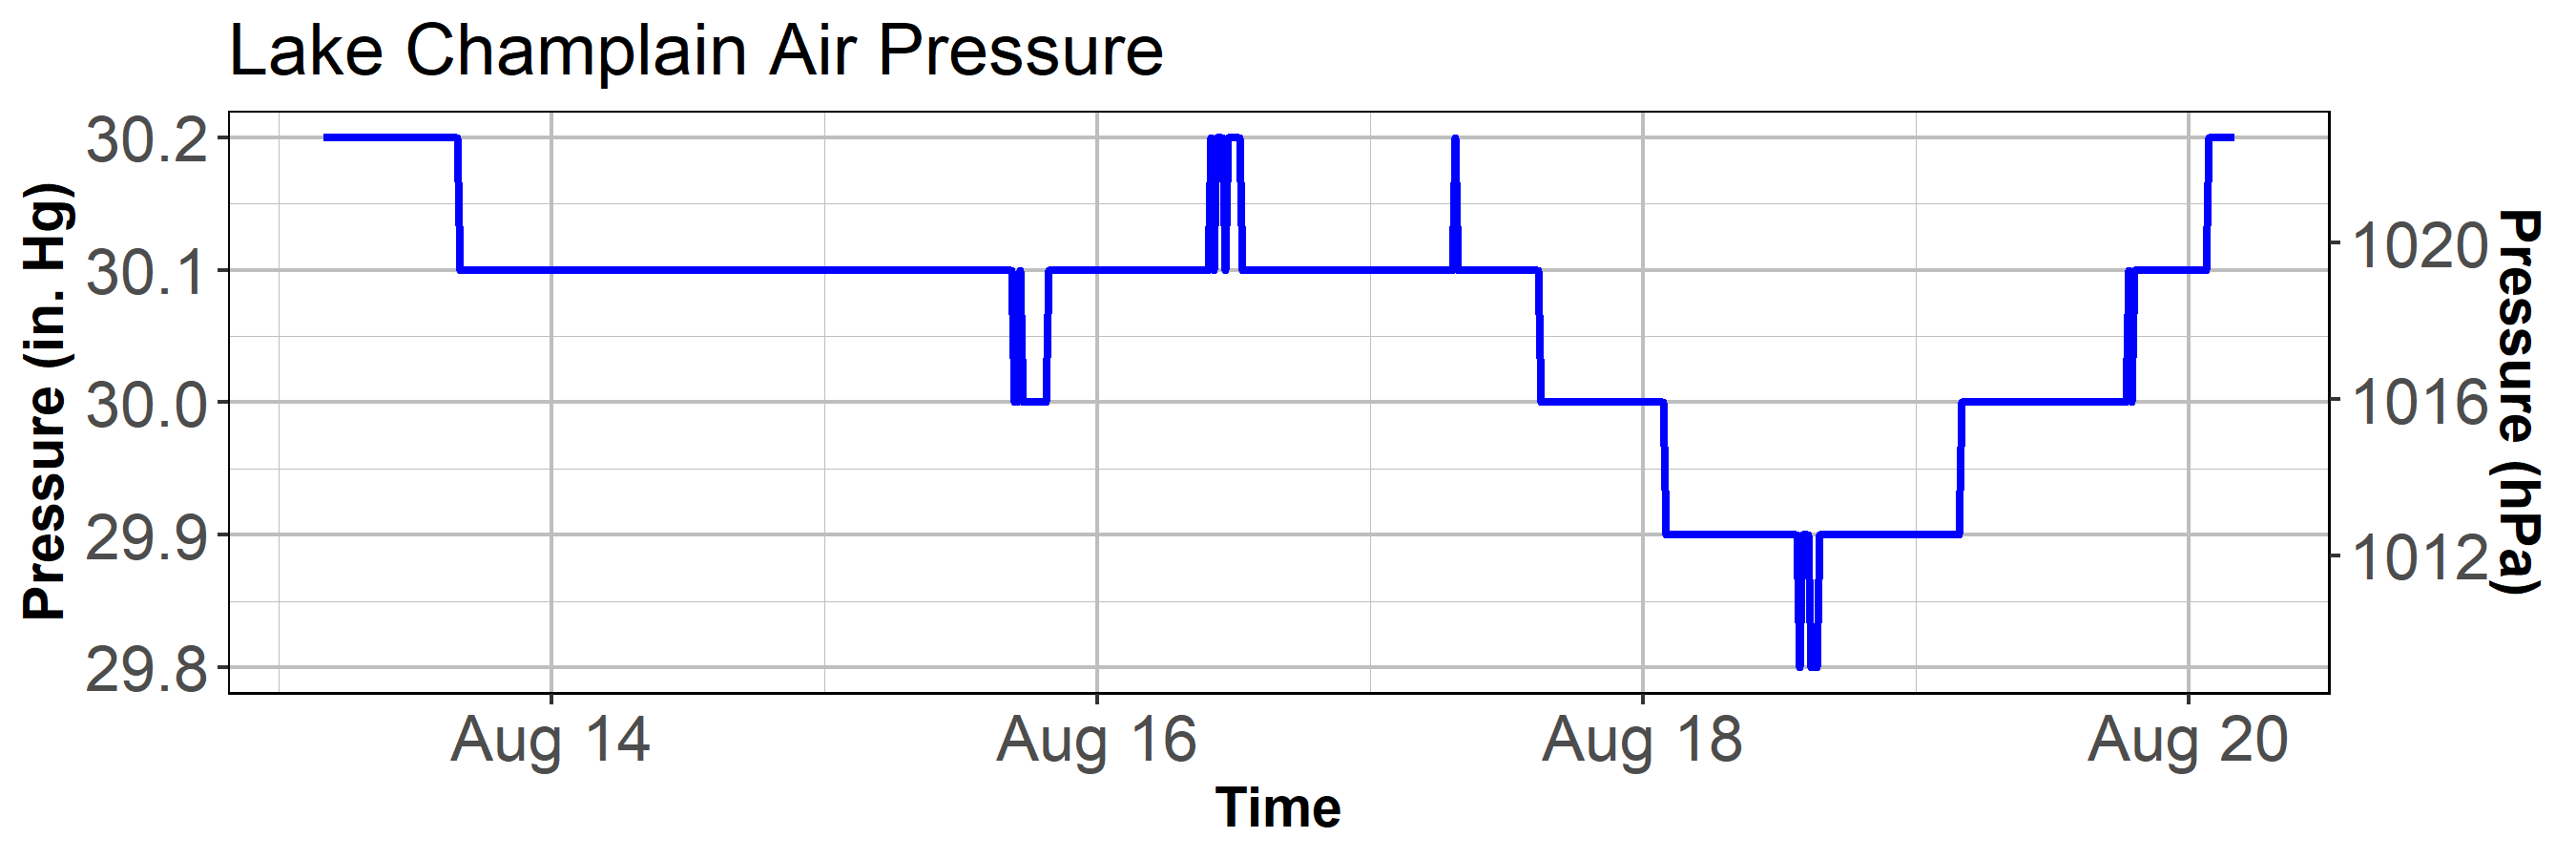 Lake Champlain Air Pressure
Pressure (in. Hg)
30.2
30.1
30.0
29.9
29.8
1020
1016
1012
Pressure (hPa)
Aug 14
Aug 16
Aug 18
Aug 20
Time